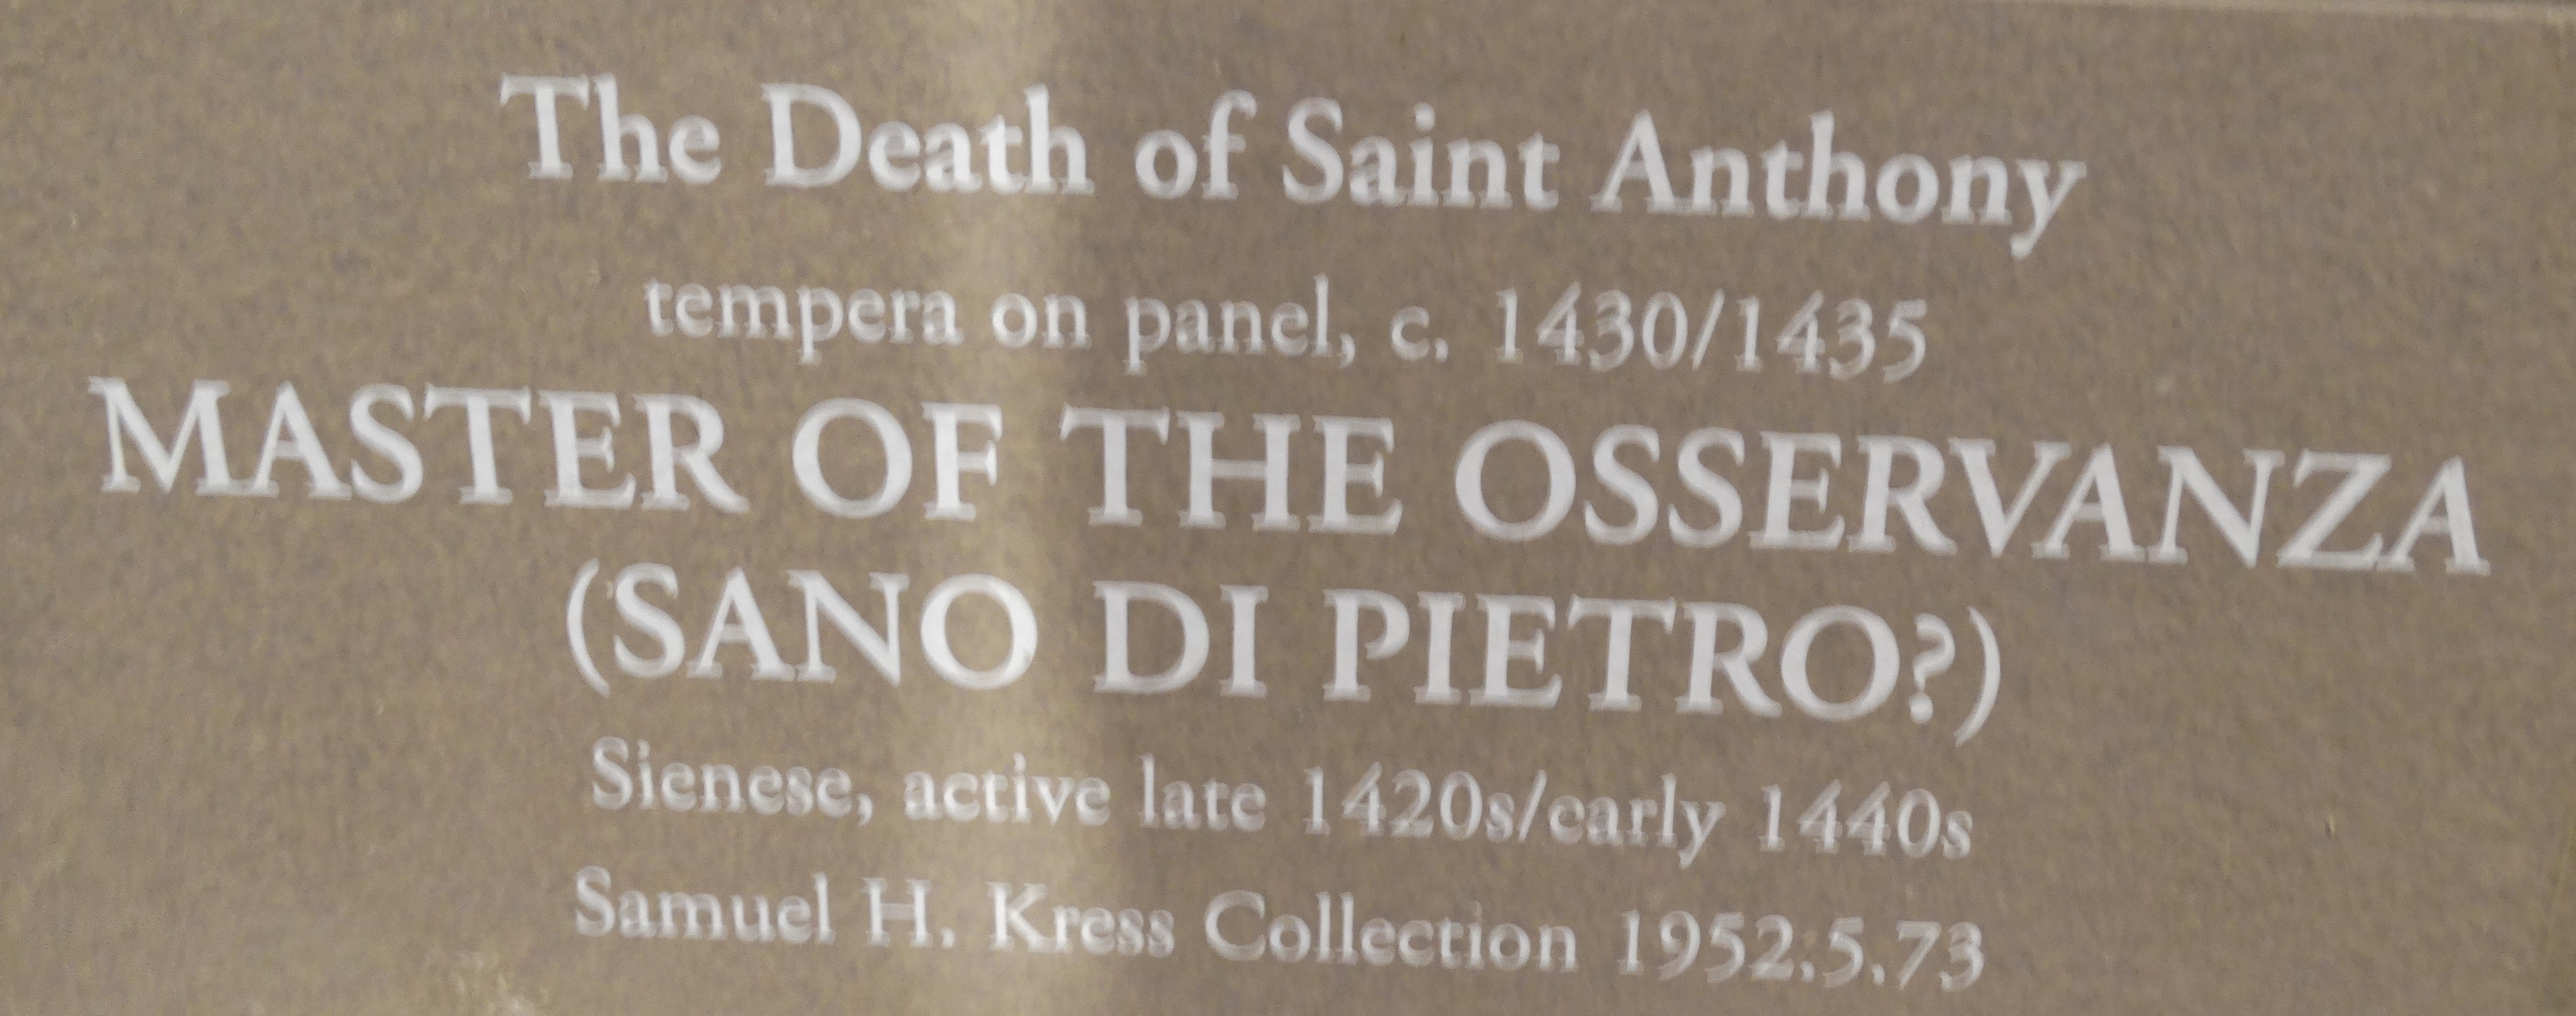 The Death of Saint Anthony
tempera on panel, c. 1430/1435
MASTER OF THE OSSERVANZA
(SANO DI PIETRO?)
Sienese, active late 1420s/early 1440s
Samuel H. Kress Collection 1952.5.73